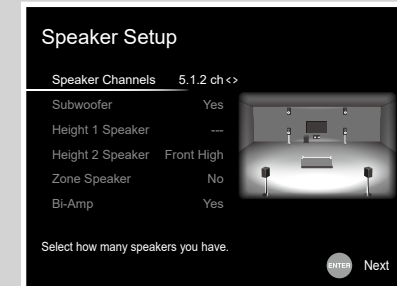 Speaker Setup
Speaker Channels 5.1.2 ch <>
Subwoofer Yes
Height 1 Speaker ---
Height 2 Speaker Front High
Zone Speaker No
Bi-Amp Yes
Select how many speakers you have.
ENTER Next